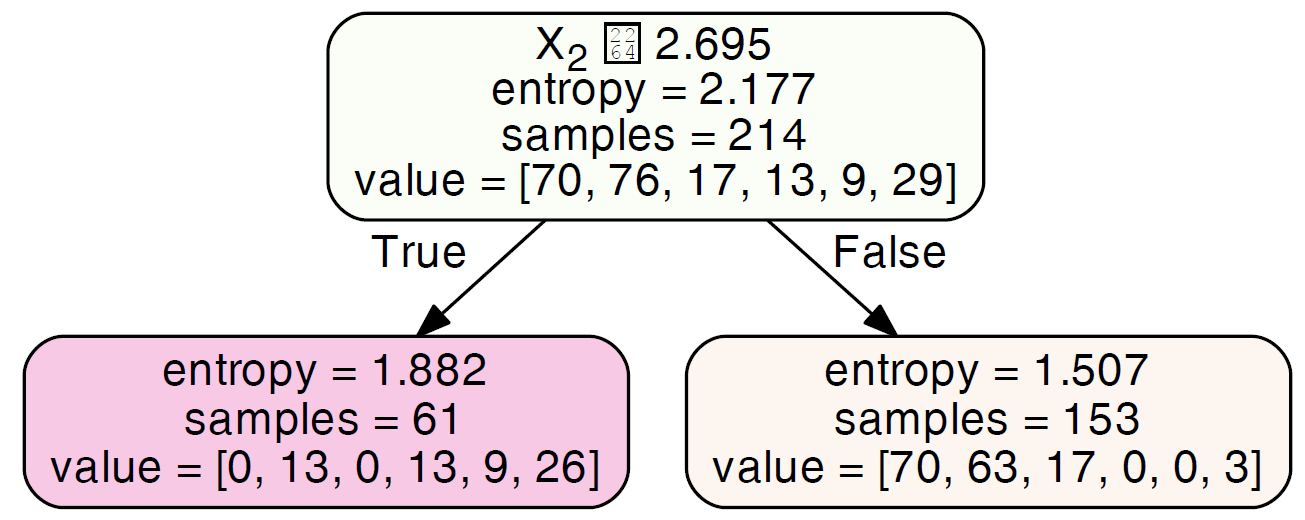 X₂ 2264 2.695
entropy = 2.177
samples = 214
value = [70, 76, 17, 13, 9, 29]
True
False
entropy = 1.882
samples = 61
value = [0, 13, 0, 13, 9, 26]
entropy = 1.507
samples = 153
value = [70, 63, 17, 0, 0, 3]